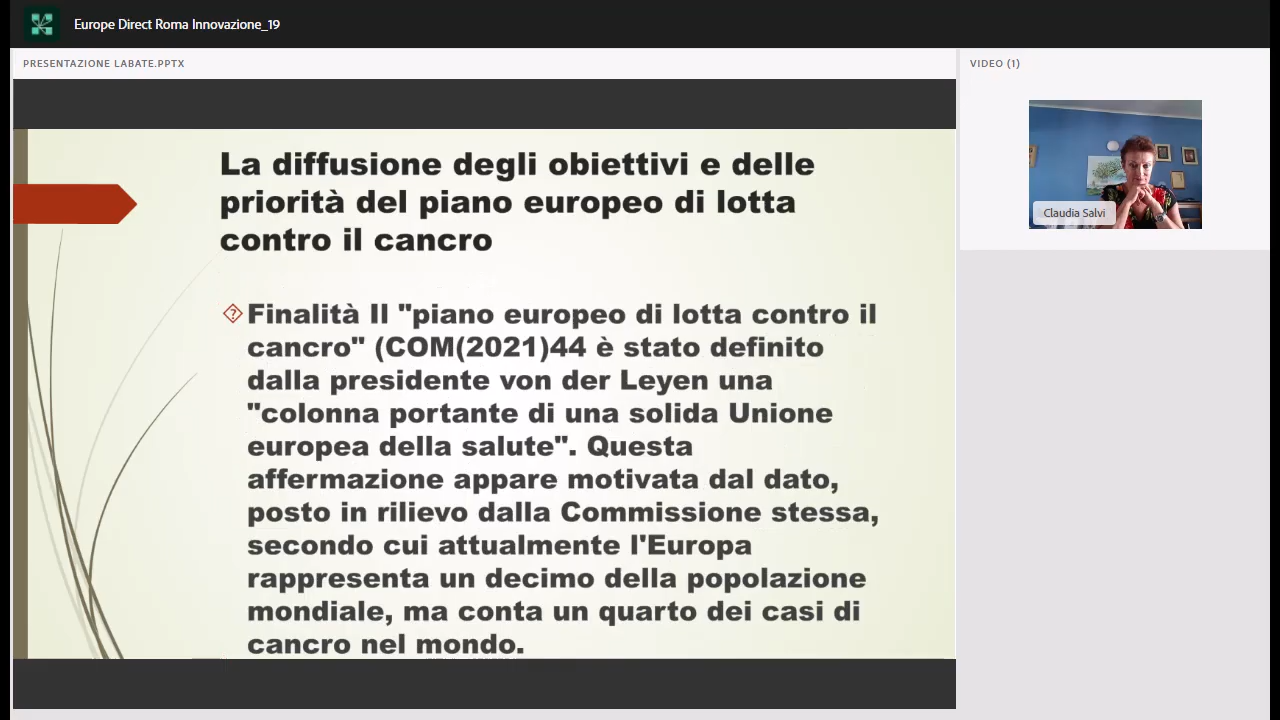 Europe Direct Roma Innovazione_19
PRESENTAZIONE LABATE.PPTX
VIDEO (1)
Claudia Salvi
La diffusione degli obiettivi e delle
priorità del piano europeo di lotta
contro il cancro
Finalità Il "piano europeo di lotta contro il
cancro" (COM(2021)44 è stato definito
dalla presidente von der Leyen una
"colonna portante di una solida Unione
europea della salute". Questa
affermazione appare motivata dal dato,
posto in rilievo dalla Commissione stessa,
secondo cui attualmente l'Europa
rappresenta un decimo della popolazione
mondiale, ma conta un quarto dei casi di
cancro nel mondo.